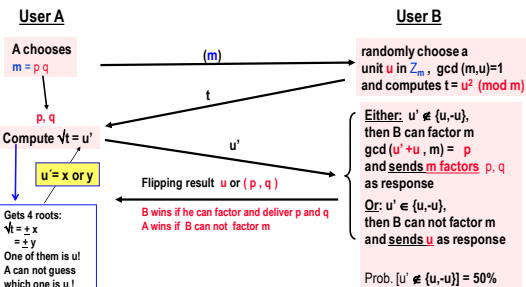 User A
User B
A chooses
m = p q
(m)
randomly choose a
unit u in Zₘ , gcd (m,u)=1
and computes t = u² (mod m)
t
p, q
Compute √t = u'
u'
u´= x or y
Flipping result u or ( p , q )
B wins if he can factor and deliver p and q
A wins if B can not factor m
Either: u' ∉ {u,-u},
then B can factor m
gcd (u' +u , m) = p
and sends m factors p, q
as response
Or: u' ∈ {u,-u},
then B can not factor m
and sends u as response
Prob. [u' ∉ {u,-u}] = 50%
Gets 4 roots:
√t = ± x
= ± y
One of them is u!
A can not guess
which one is u !